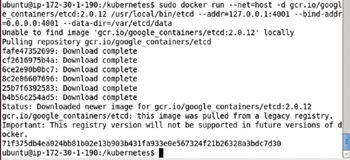 ubuntu@ip-172-30-1-190:/kubernetes$ sudo docker run --net=host -d gcr.io/googl
e_containers/etcd:2.0.12 /usr/local/bin/etcd --addr=127.0.0.1:4001 --bind-addr
=0.0.0.0:4001 --data-dir=/var/etcd/data
Unable to find image 'gcr.io/google_containers/etcd:2.0.12' locally
Pulling repository gcr.io/google_containers/etcd
fafe47352699: Download complete
cf2616975b4a: Download complete
6ce2e90b0bc7: Download complete
8c2e06607696: Download complete
25b7f6392583: Download complete
b4b56c254ad5: Download complete
Status: Downloaded newer image for gcr.io/google_containers/etcd:2.0.12
gcr.io/google_containers/etcd: this image was pulled from a legacy registry.
Important: This registry version will not be supported in future versions of d
ocker.
71f375db4ea024bb81b02e13b903b431fa933e0e567324f21b26328a3bdc7d30
ubuntu@ip-172-30-1-190:/kubernetes$